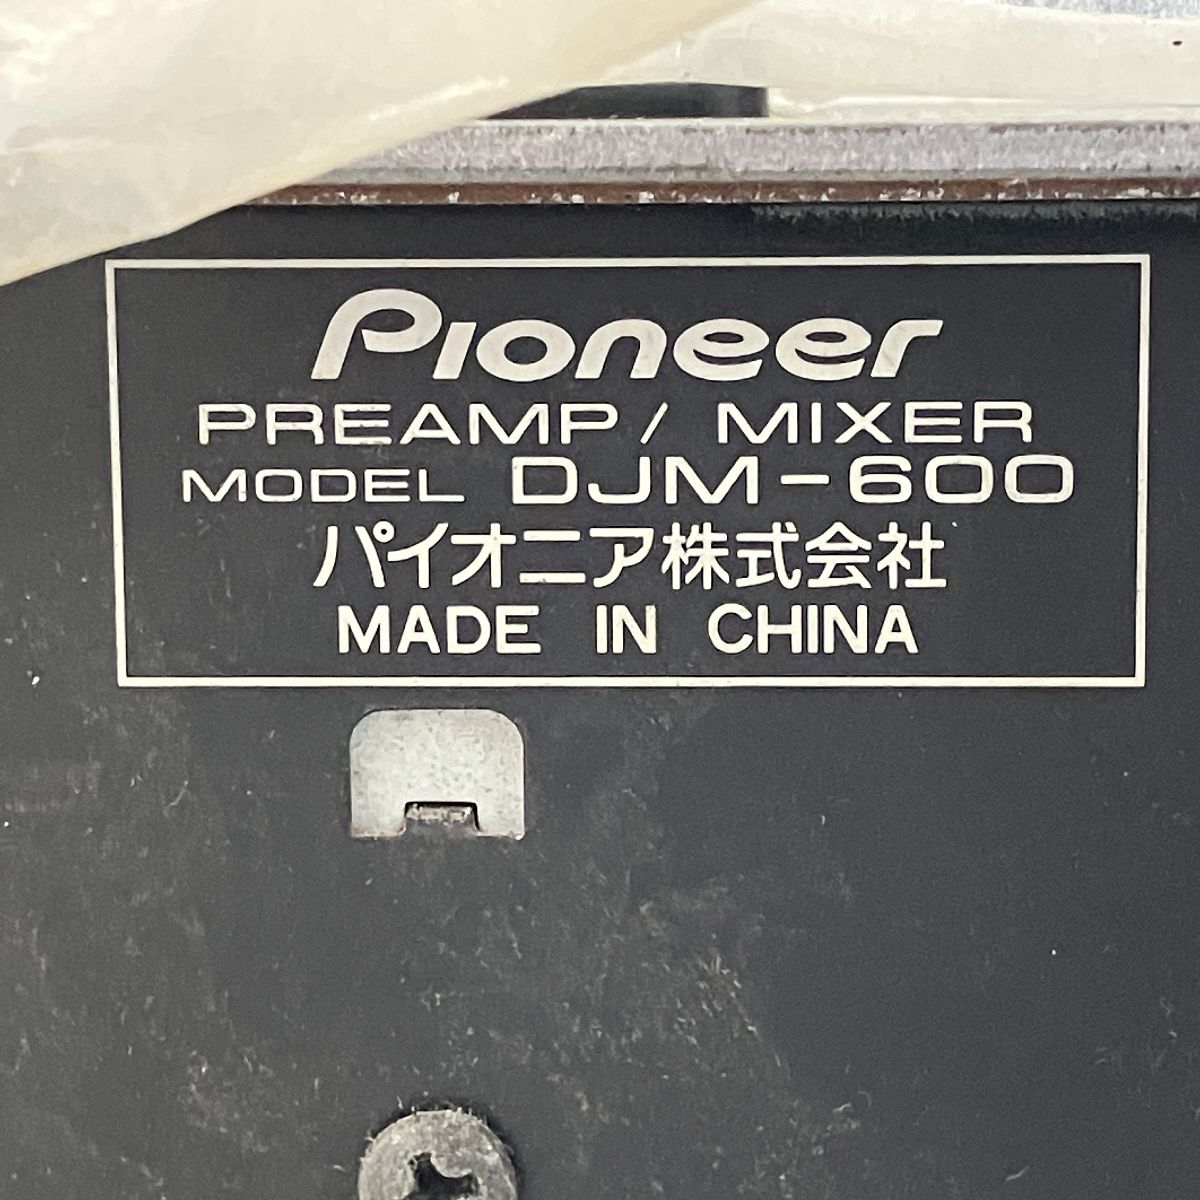 Pioneer
PREAMP/ MIXER
MODEL DJM-600
パイオニア株式会社
MADE IN CHINA